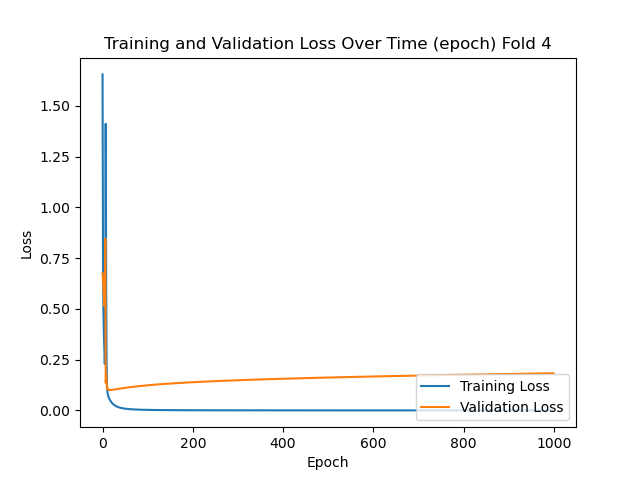 Training and Validation Loss Over Time (epoch) Fold 4
Loss
1.50
1.25
1.00
0.75
0.50
0.25
0.00
Training Loss
Validation Loss
0 200 400 600 800 1000
Epoch